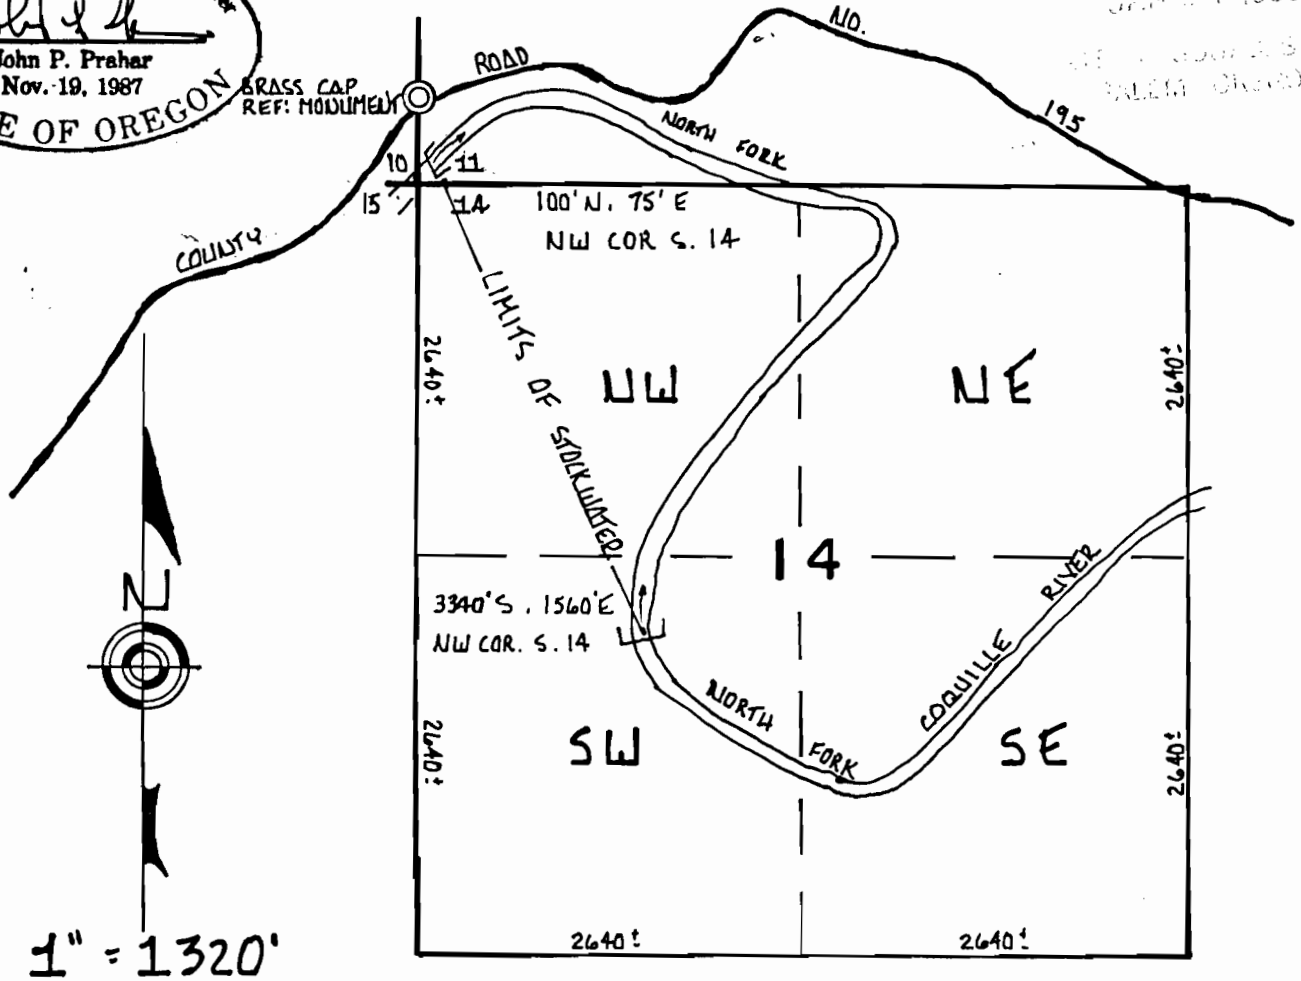 John P. Prahar
Nov. 19, 1987
E OF OREGON
BRASS CAP
REF: MONUMENT
COUNTY
ROAD
NO.
195
NORTH FORK
10 11
15 14
100' N. 75' E
NW COR S. 14
LIMITS OF STOCKWATER
2640±
NW
NE
2640±
14
3340'S. 1560'E
NW COR. S. 14
N
NORTH FORK
COQUILLE RIVER
2640±
SW
SE
2640±
2640±
2640±
1" = 1320'